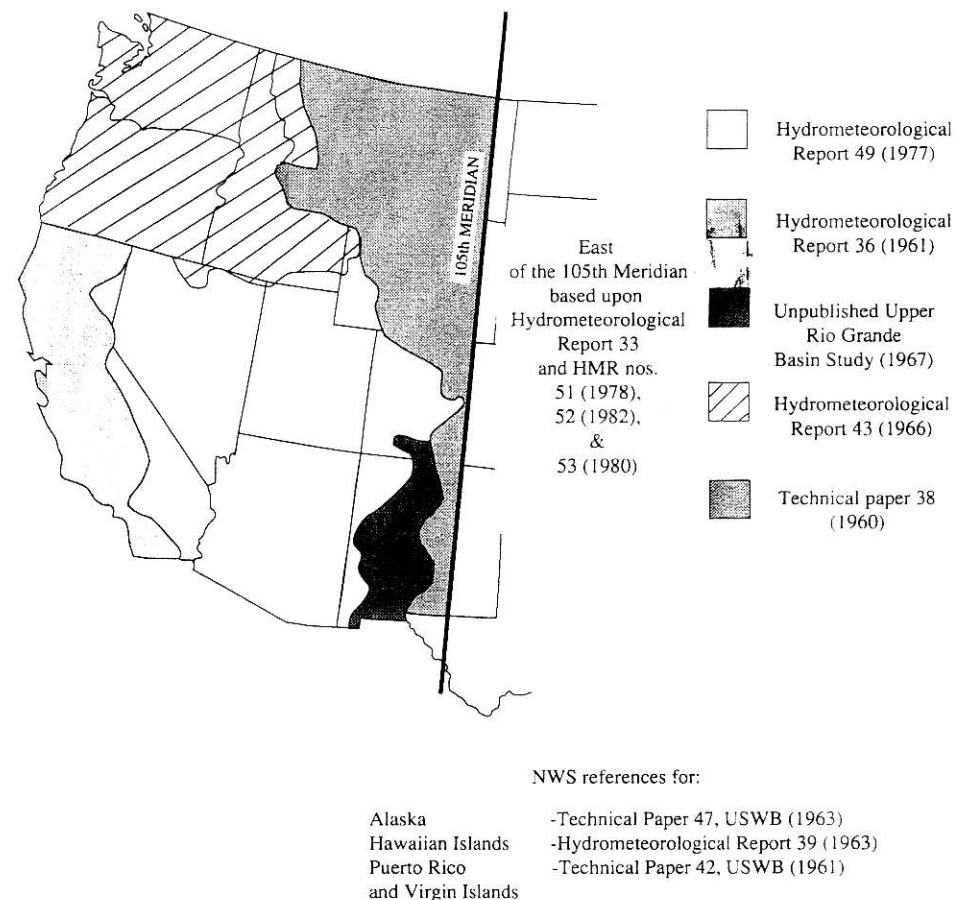 105th MERIDIAN
East
of the 105th Meridian
based upon
Hydrometeorological
Report 33
and HMR nos.
51 (1978),
52 (1982),
&
53 (1980)
Hydrometeorological
Report 49 (1977)
Hydrometeorological
Report 36 (1961)
Unpublished Upper
Rio Grande
Basin Study (1967)
Hydrometeorological
Report 43 (1966)
Technical paper 38
(1960)
NWS references for:
Alaska -Technical Paper 47, USWB (1963)
Hawaiian Islands -Hydrometeorological Report 39 (1963)
Puerto Rico -Technical Paper 42, USWB (1961)
and Virgin Islands